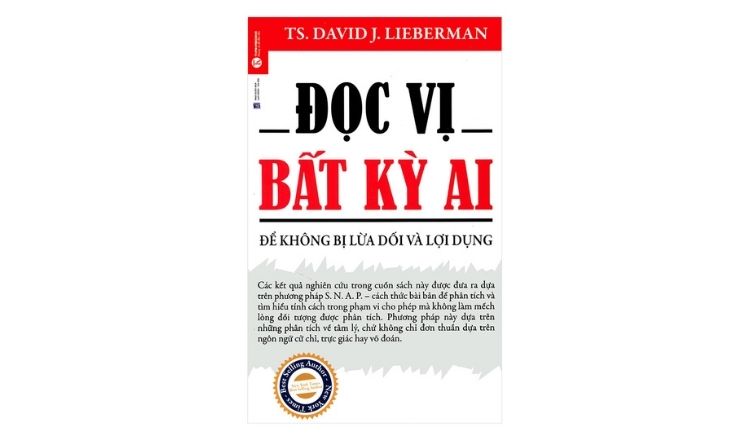 TS. DAVID J. LIEBERMAN
ĐỌC VỊ
BẤT KỲ AI
ĐỂ KHÔNG BỊ LỪA DỐI VÀ LỢI DỤNG
Các kết quả nghiên cứu trong cuốn sách này được đưa ra dựa
trên phương pháp S. N. A. P. – cách thức bài bản để phân tích và
tìm hiểu tính cách trong phạm vi cho phép mà không làm mếch
lòng đối tượng được phân tích. Phương pháp này dựa trên
những phân tích về tâm lý, chứ không chỉ đơn thuần dựa trên
ngôn ngữ cử chỉ, trực giác hay võ đoán.
Best Selling Author
New York Times